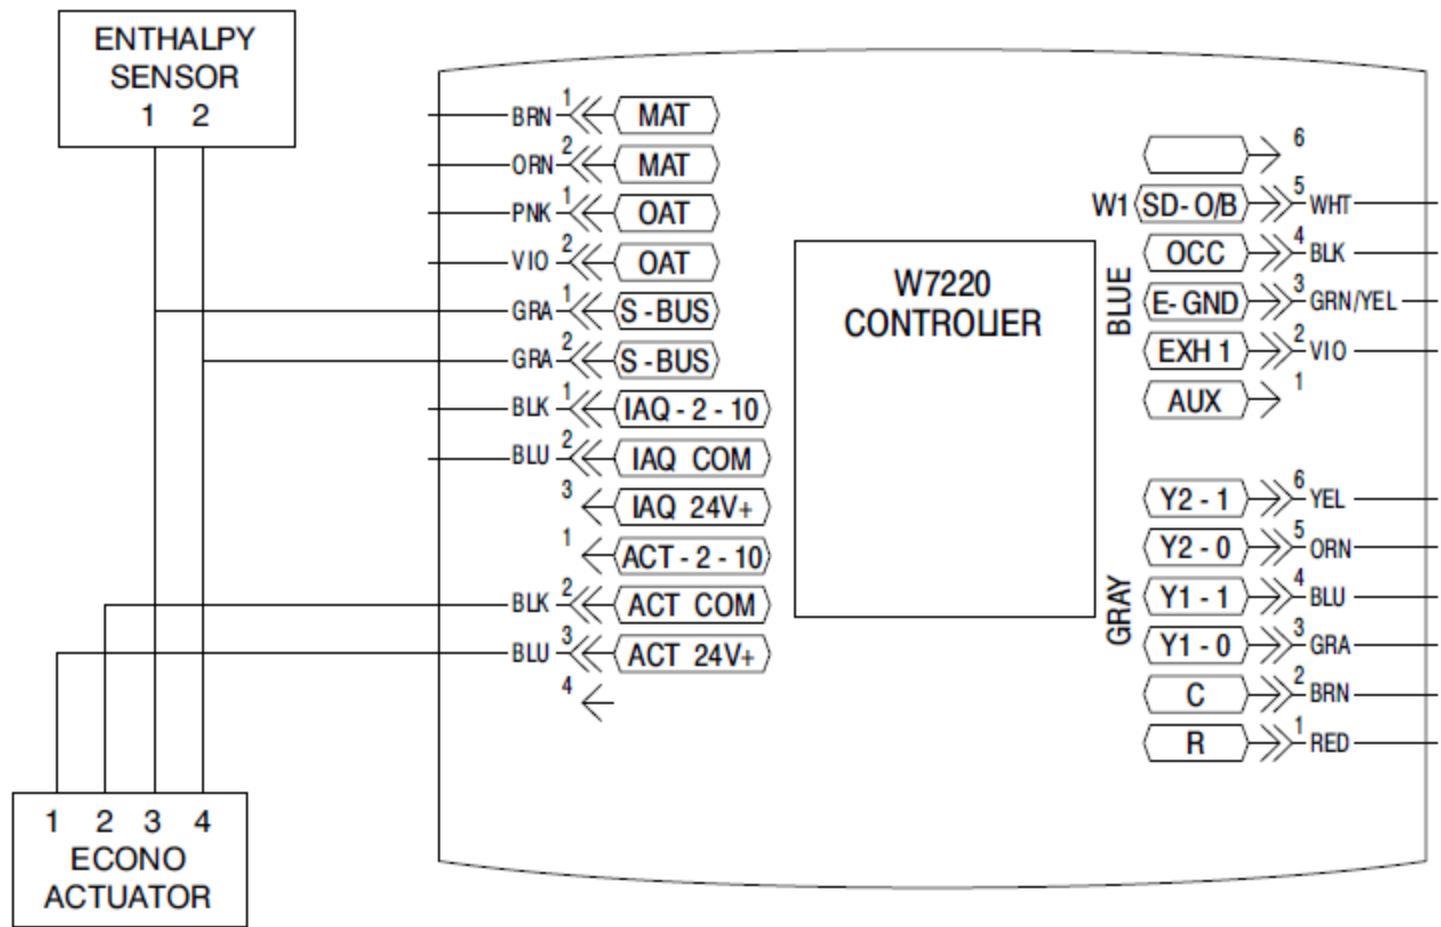 ENTHALPY
SENSOR
1 2
BRN 1 MAT
ORN 2 MAT
PNK 1 OAT
VIO 2 OAT
GRA 1 S-BUS
GRA 2 S-BUS
BLK 1 IAQ-2-10
BLU 2 IAQ COM
3 IAQ 24V+
1 ACT-2-10
BLK 2 ACT COM
BLU 3 ACT 24V+
4
1 2 3 4
ECONO
ACTUATOR
W7220
CONTROLLER
BLUE
6
W1 SD-O/B 5 WHT
OCC 4 BLK
E-GND 3 GRN/YEL
EXH 1 2 VIO
AUX 1
GRAY
Y2-1 6 YEL
Y2-0 5 ORN
Y1-1 4 BLU
Y1-0 3 GRA
C 2 BRN
R 1 RED